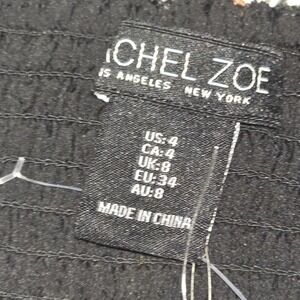 CHEL ZOE
S ANGELES NEW YORK
US: 4
CA: 4
UK: 8
EU: 34
AU: 8
MADE IN CHINA